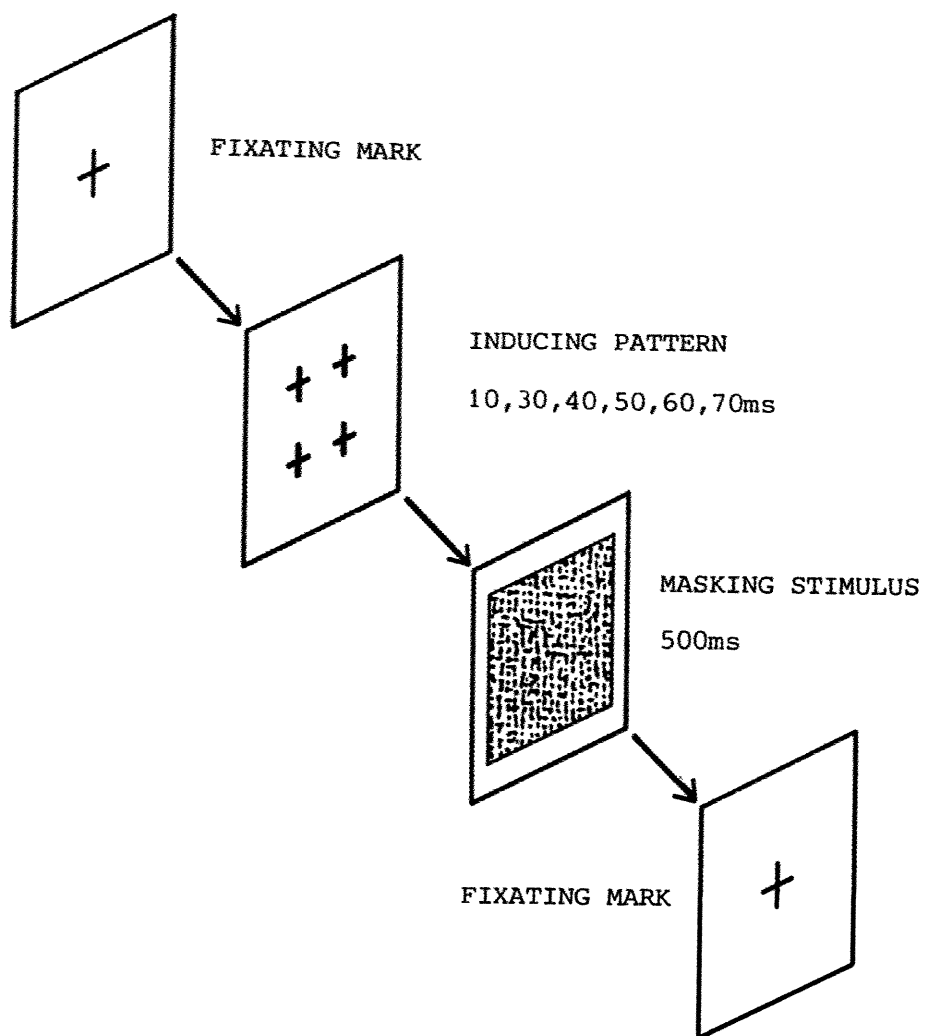 FIXATING MARK
INDUCING PATTERN
10,30,40,50,60,70ms
MASKING STIMULUS
500ms
FIXATING MARK